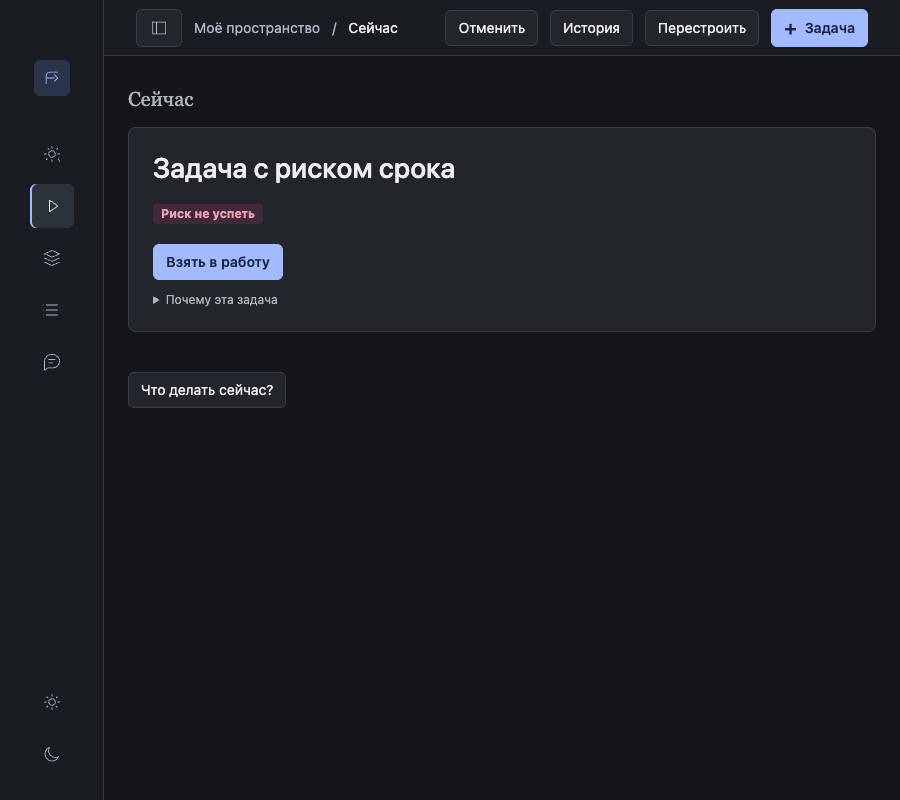 Моё пространство / Сейчас
Отменить
История
Перестроить
+ Задача
Сейчас
Задача с риском срока
Риск не успеть
Взять в работу
Почему эта задача
Что делать сейчас?